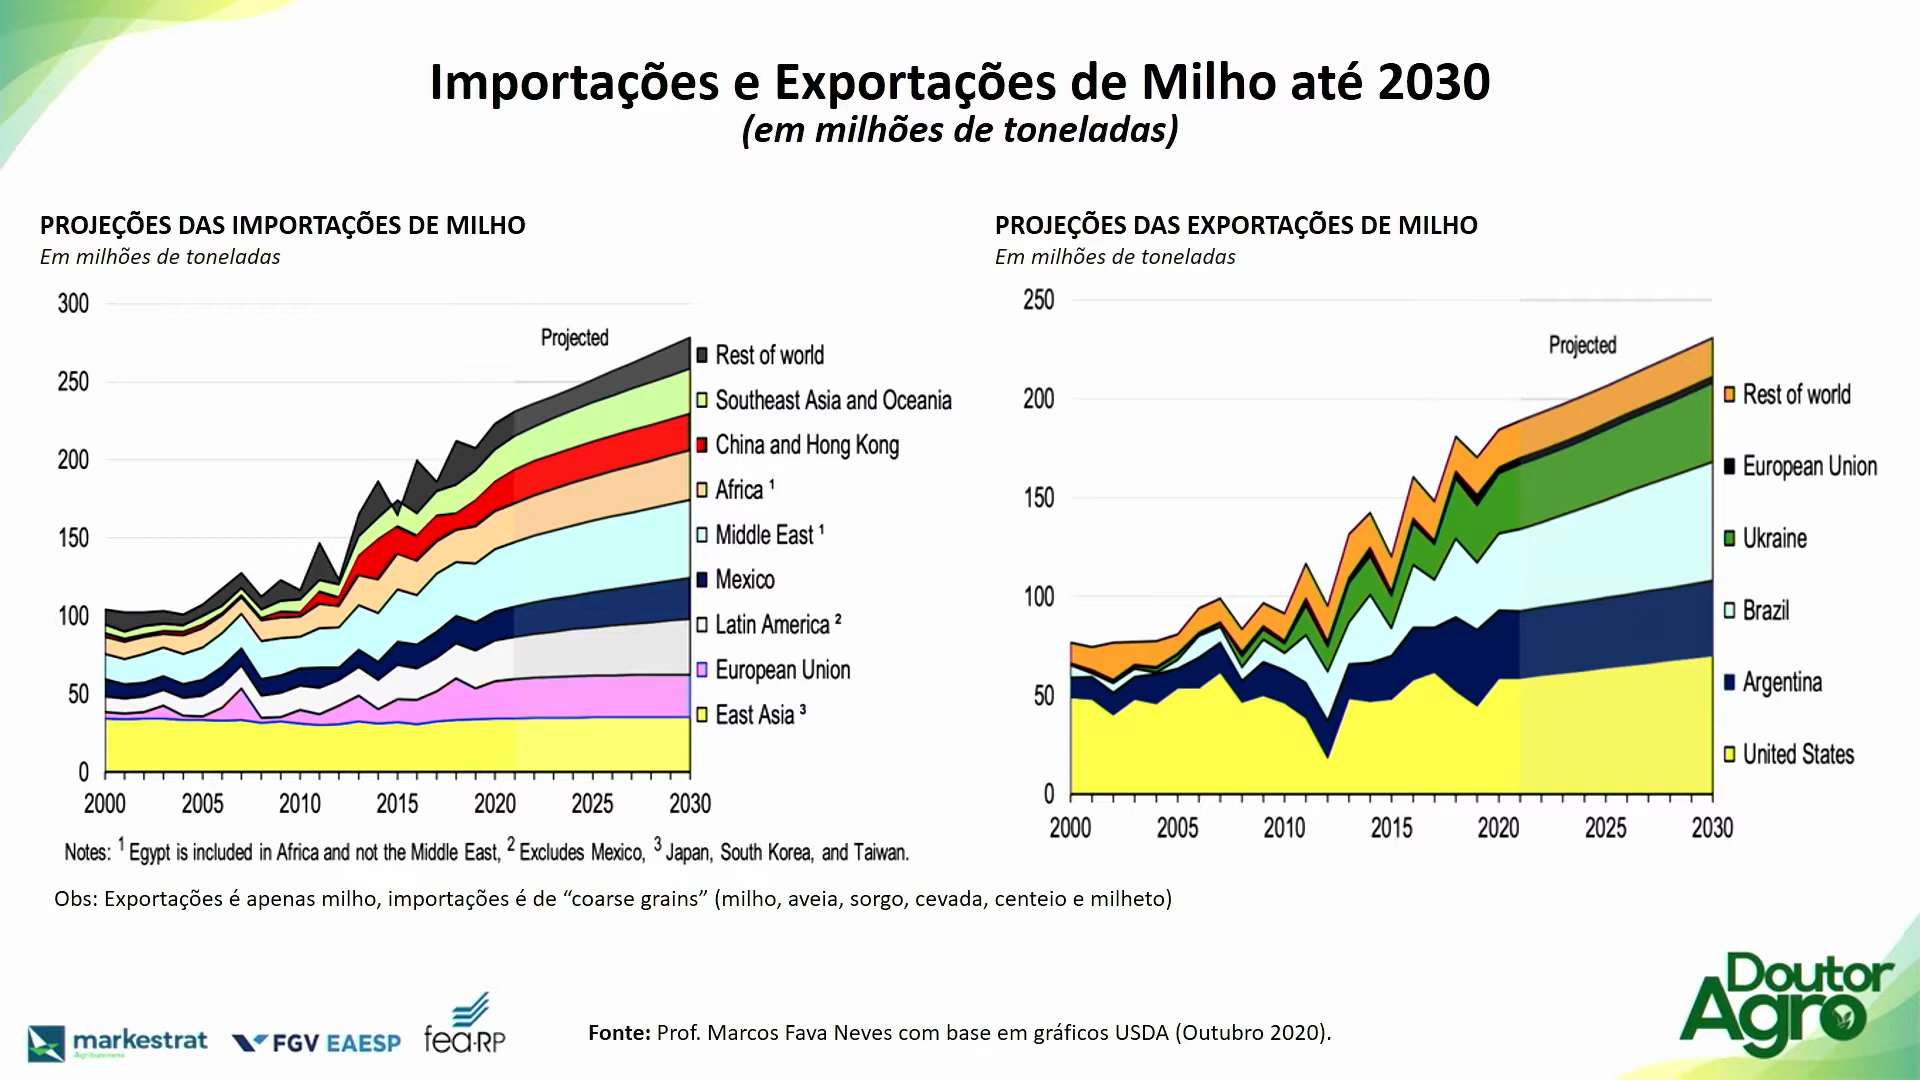 Importações e Exportações de Milho até 2030
(em milhões de toneladas)
PROJEÇÕES DAS IMPORTAÇÕES DE MILHO
Em milhões de toneladas
300
250
200
150
100
50
0
Projected
2000 2005 2010 2015 2020 2025 2030
Rest of world
Southeast Asia and Oceania
China and Hong Kong
Africa ¹
Middle East ¹
Mexico
Latin America ²
European Union
East Asia ³
Notes: ¹ Egypt is included in Africa and not the Middle East, ² Excludes Mexico, ³ Japan, South Korea, and Taiwan.
PROJEÇÕES DAS EXPORTAÇÕES DE MILHO
Em milhões de toneladas
250
200
150
100
50
0
Projected
2000 2005 2010 2015 2020 2025 2030
Rest of world
European Union
Ukraine
Brazil
Argentina
United States
Obs: Exportações é apenas milho, importações é de “coarse grains” (milho, aveia, sorgo, cevada, centeio e milheto)
markestrat
Agribusiness
FGV EAESP
fea-RP
Fonte: Prof. Marcos Fava Neves com base em gráficos USDA (Outubro 2020).
Doutor
Agro